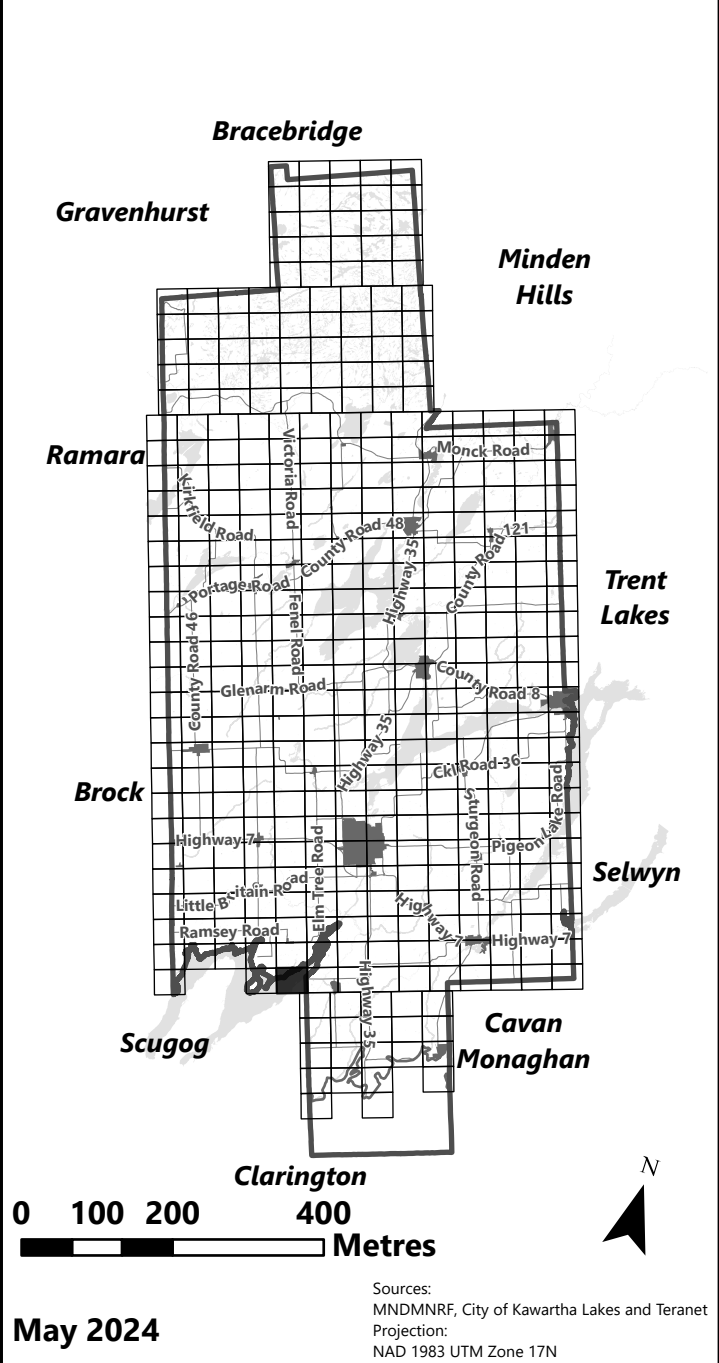 Bracebridge
Gravenhurst
Minden
Hills
Ramara
Monck Road
Victoria Road
Kirkfield Road
County Road 48
County Road 121
Highway 35
Portage Road
Trent
Lakes
Fenel Road
County Road 46
Glenarm Road
County Road 8
Highway 35
Ckl Road 36
Brock
Sturgeon Road
Pigeon Lake Road
Highway 7
Elm Tree Road
Selwyn
Little Britain Road
Highway 7
Ramsey Road
Highway 7
Highway 35
Scugog
Cavan
Monaghan
Clarington
N
0 100 200 400
Metres
Sources:
MNDMNRF, City of Kawartha Lakes and Teranet
Projection:
NAD 1983 UTM Zone 17N
May 2024